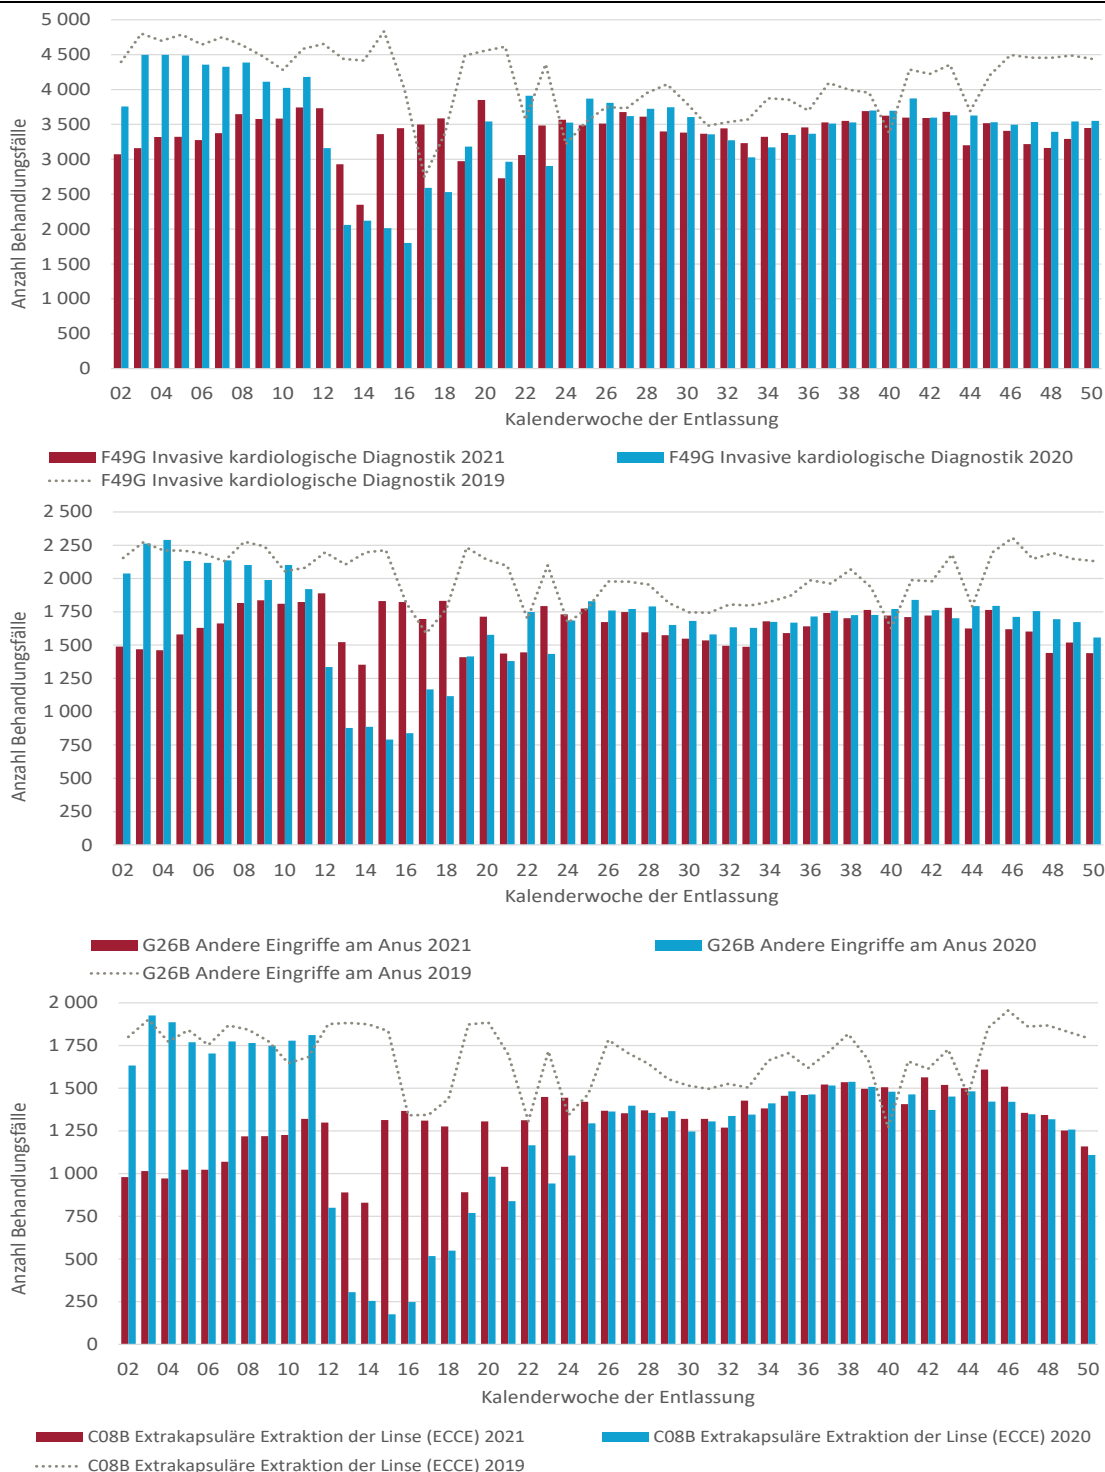 5 000
4 500
4 000
3 500
3 000
2 500
2 000
1 500
1 000
500
0
Anzahl Behandlungsfälle
02 04 06 08 10 12 14 16 18 20 22 24 26 28 30 32 34 36 38 40 42 44 46 48 50
Kalenderwoche der Entlassung
F49G Invasive kardiologische Diagnostik 2021 F49G Invasive kardiologische Diagnostik 2020
F49G Invasive kardiologische Diagnostik 2019
2 500
2 250
2 000
1 750
1 500
1 250
1 000
750
500
250
0
Anzahl Behandlungsfälle
02 04 06 08 10 12 14 16 18 20 22 24 26 28 30 32 34 36 38 40 42 44 46 48 50
Kalenderwoche der Entlassung
G26B Andere Eingriffe am Anus 2021 G26B Andere Eingriffe am Anus 2020
G26B Andere Eingriffe am Anus 2019
2 000
1 750
1 500
1 250
1 000
750
500
250
0
Anzahl Behandlungsfälle
02 04 06 08 10 12 14 16 18 20 22 24 26 28 30 32 34 36 38 40 42 44 46 48 50
Kalenderwoche der Entlassung
C08B Extrakapsuläre Extraktion der Linse (ECCE) 2021 C08B Extrakapsuläre Extraktion der Linse (ECCE) 2020
C08B Extrakapsuläre Extraktion der Linse (ECCE) 2019